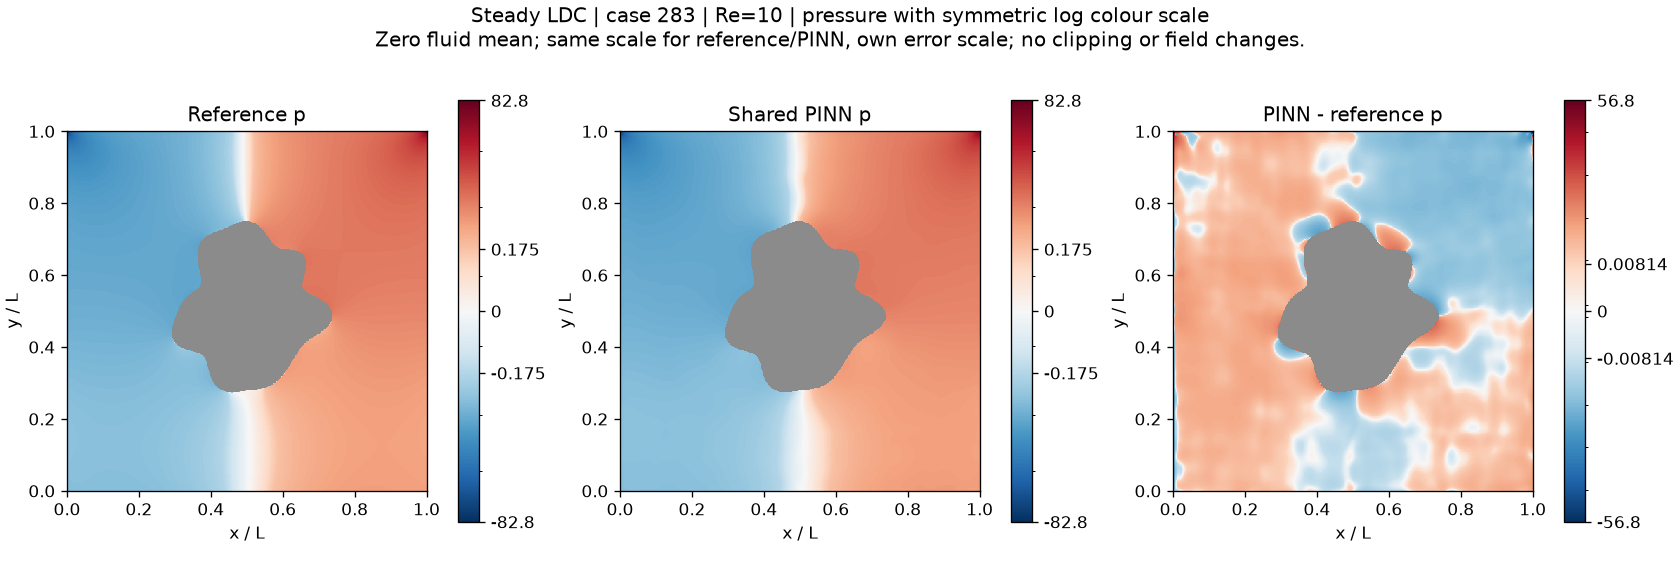 Steady LDC | case 283 | Re=10 | pressure with symmetric log colour scale
Zero fluid mean; same scale for reference/PINN, own error scale; no clipping or field changes.
Reference p
1.0
0.8
0.6
0.4
0.2
0.0
y / L
0.0 0.2 0.4 0.6 0.8 1.0
x / L
82.8
0.175
0
-0.175
-82.8
Shared PINN p
1.0
0.8
0.6
0.4
0.2
0.0
y / L
0.0 0.2 0.4 0.6 0.8 1.0
x / L
82.8
0.175
0
-0.175
-82.8
PINN - reference p
1.0
0.8
0.6
0.4
0.2
0.0
y / L
0.0 0.2 0.4 0.6 0.8 1.0
x / L
56.8
0.00814
0
-0.00814
-56.8